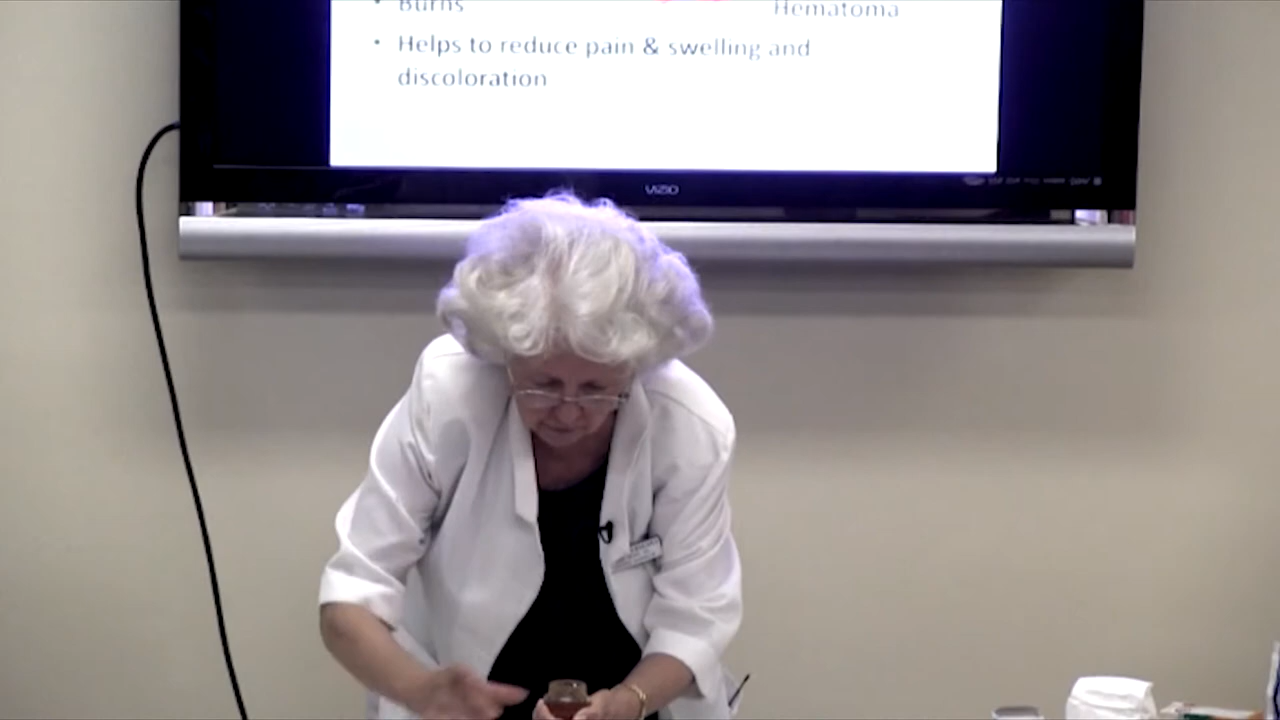 • Burns
Hematoma
• Helps to reduce pain & swelling and
discoloration
VIZIO